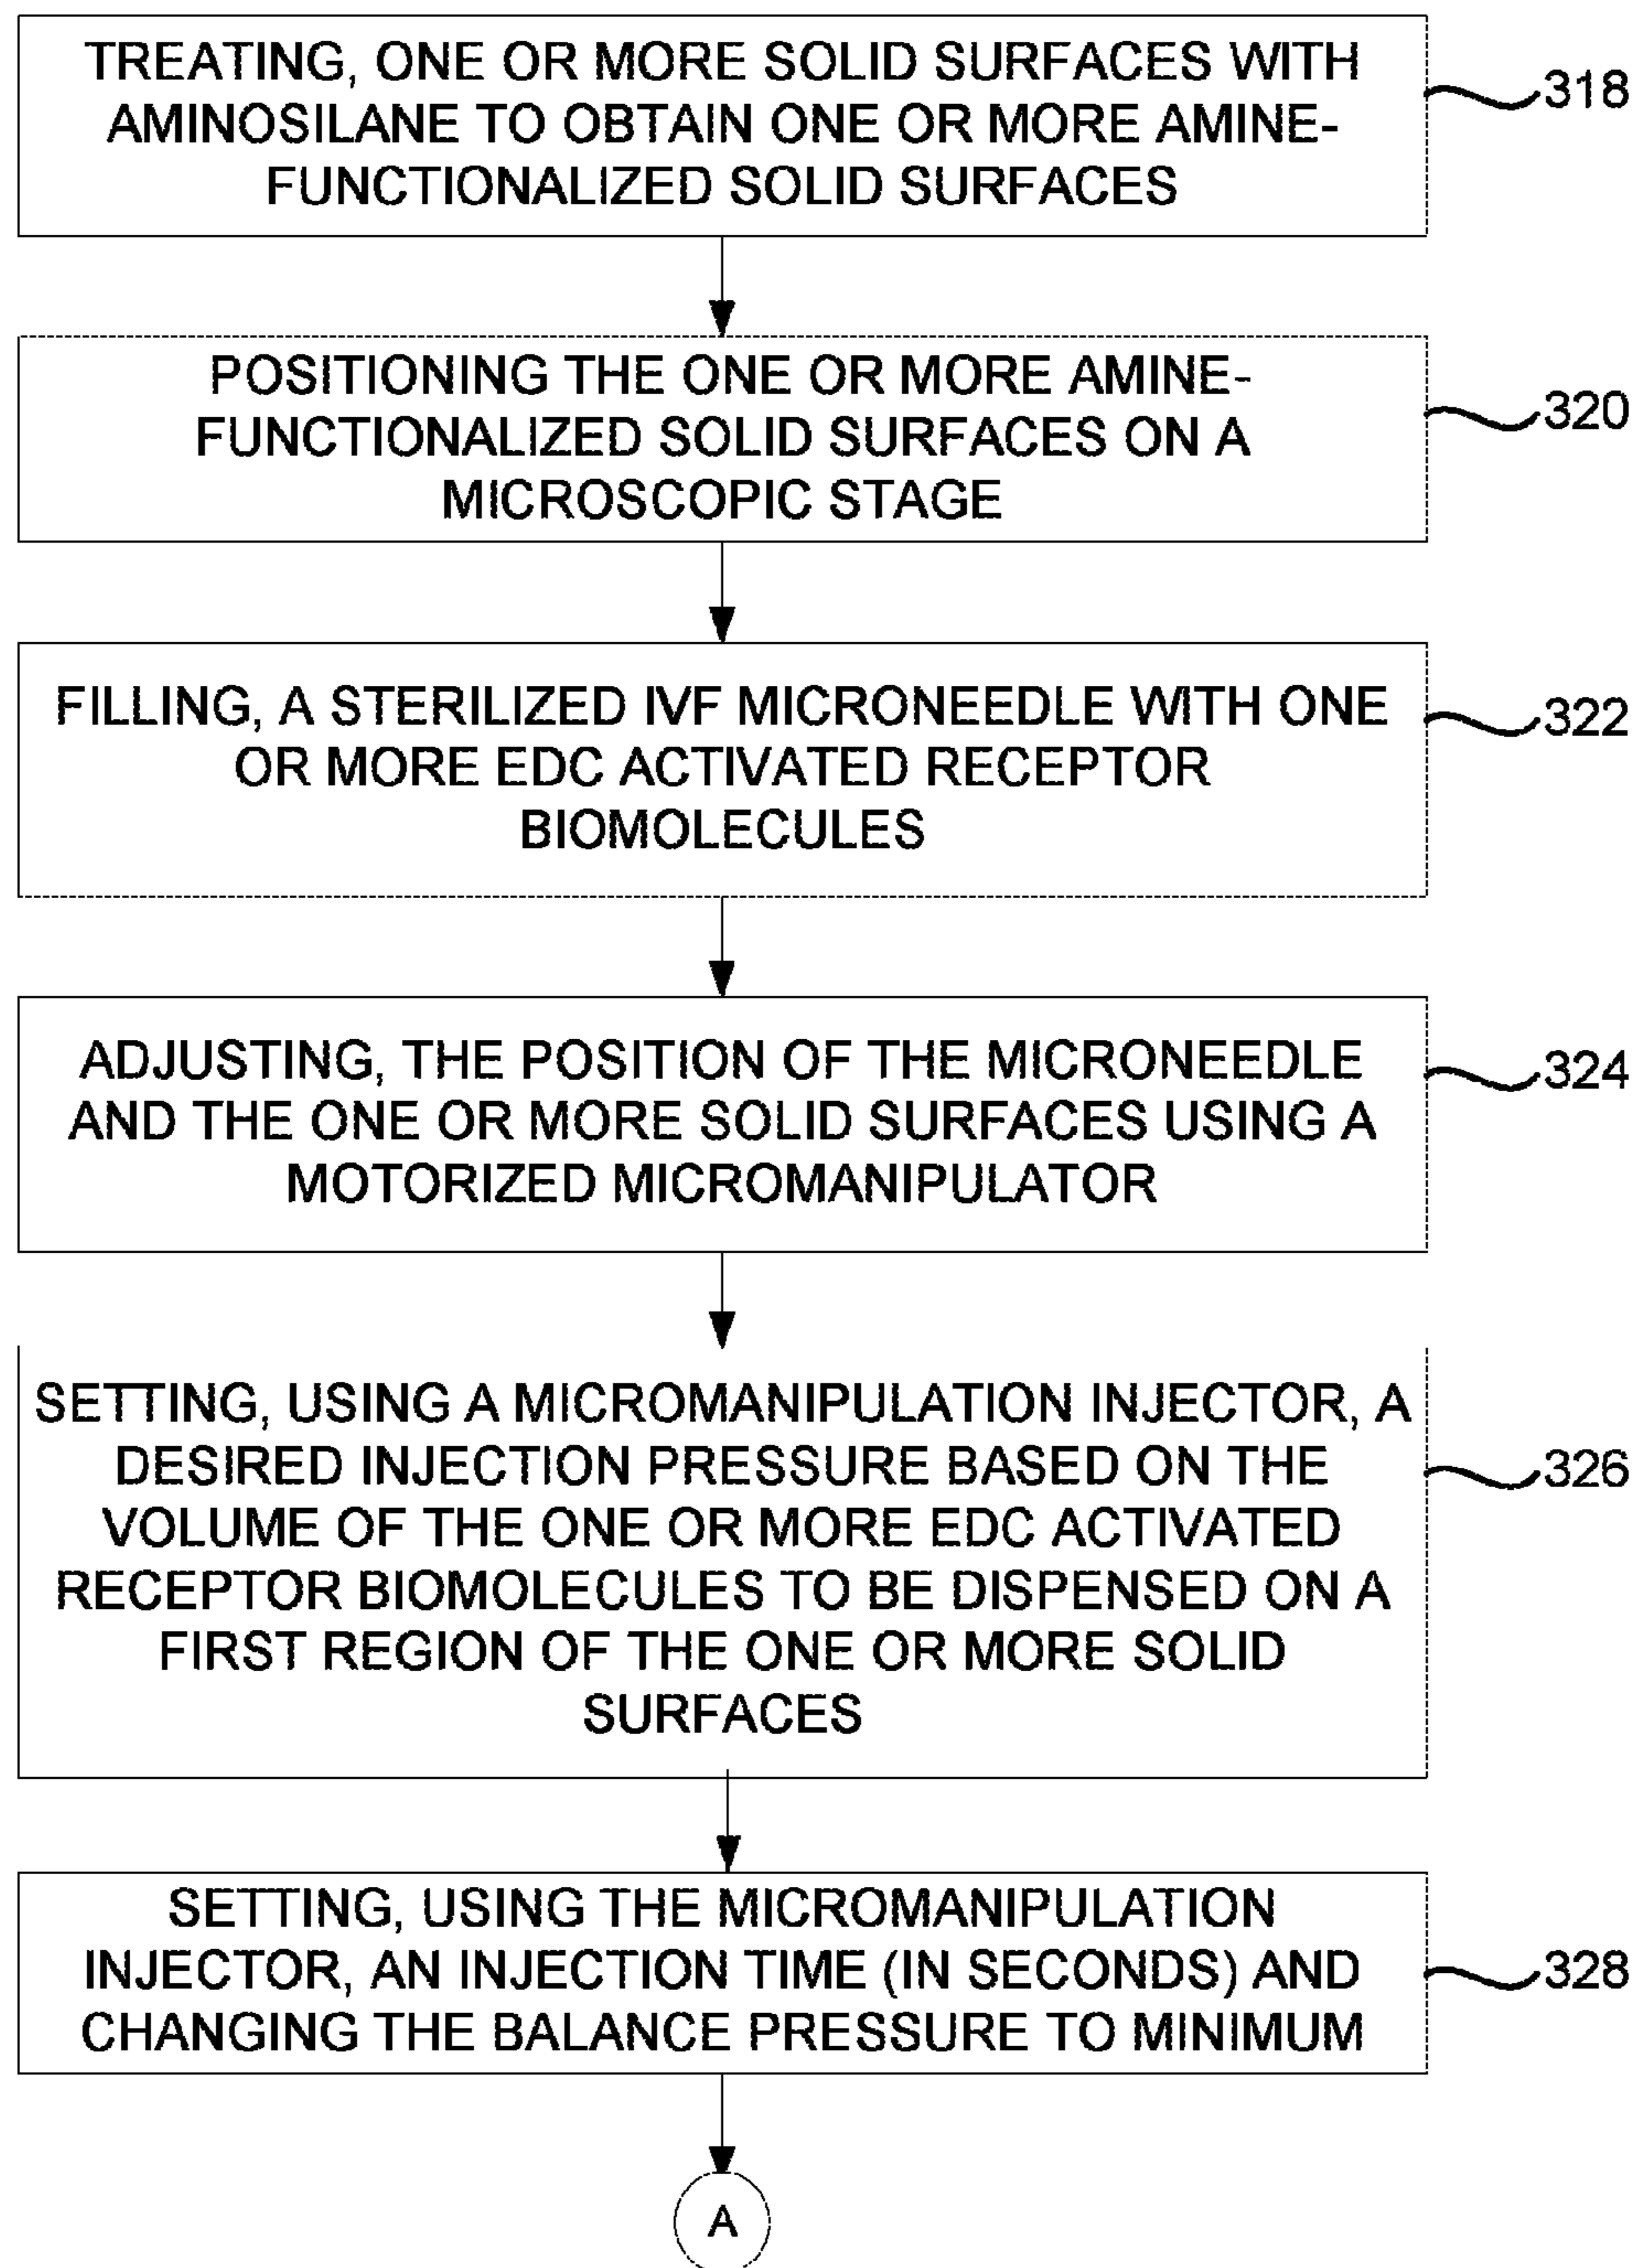 TREATING, ONE OR MORE SOLID SURFACES WITH
AMINOSILANE TO OBTAIN ONE OR MORE AMINE-
FUNCTIONALIZED SOLID SURFACES
318
POSITIONING THE ONE OR MORE AMINE-
FUNCTIONALIZED SOLID SURFACES ON A
MICROSCOPIC STAGE
320
FILLING, A STERILIZED IVF MICRONEEDLE WITH ONE
OR MORE EDC ACTIVATED RECEPTOR
BIOMOLECULES
322
ADJUSTING, THE POSITION OF THE MICRONEEDLE
AND THE ONE OR MORE SOLID SURFACES USING A
MOTORIZED MICROMANIPULATOR
324
SETTING, USING A MICROMANIPULATION INJECTOR, A
DESIRED INJECTION PRESSURE BASED ON THE
VOLUME OF THE ONE OR MORE EDC ACTIVATED
RECEPTOR BIOMOLECULES TO BE DISPENSED ON A
FIRST REGION OF THE ONE OR MORE SOLID
SURFACES
326
SETTING, USING THE MICROMANIPULATION
INJECTOR, AN INJECTION TIME (IN SECONDS) AND
CHANGING THE BALANCE PRESSURE TO MINIMUM
328
A